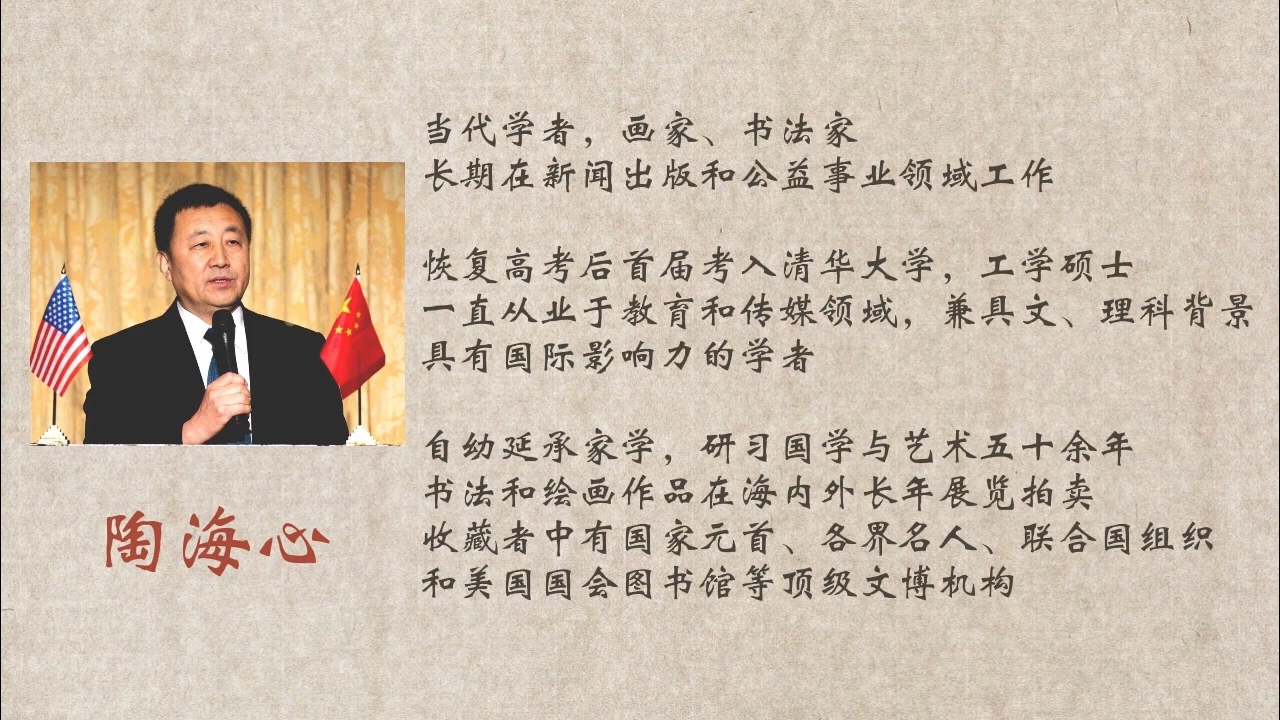 当代学者，画家、书法家
长期在新闻出版和公益事业领域工作
恢复高考后首届考入清华大学，工学硕士
一直从业于教育和传媒领域，兼具文、理科背景
具有国际影响力的学者
自幼延承家学，研习国学与艺术五十余年
书法和绘画作品在海内外长年展览拍卖
收藏者中有国家元首、各界名人、联合国组织
和美国国会图书馆等顶级文博机构
陶海心